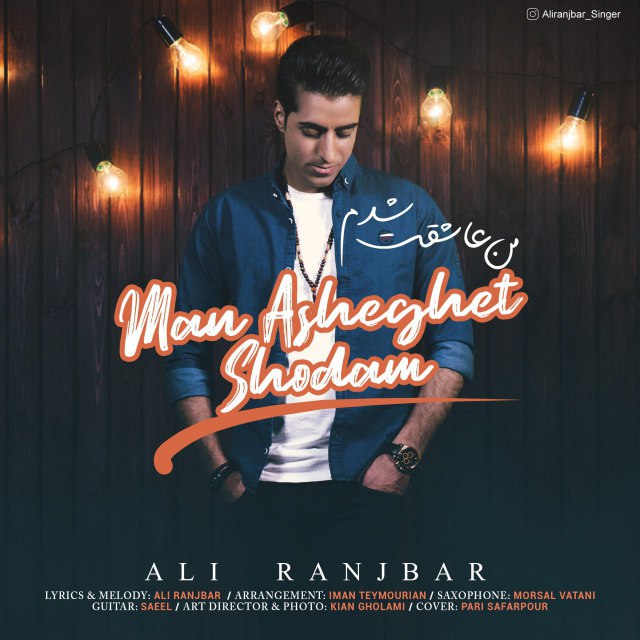 Aliranjbar_Singer
من عاشقت شدم
Man Asheghet
Shodam
ALI RANJBAR
LYRICS & MELODY: ALI RANJBAR / ARRANGEMENT: IMAN TEYMOURIAN / SAXOPHONE: MORSAL VATANI
GUITAR: SAEEL / ART DIRECTOR & PHOTO: KIAN GHOLAMI / COVER: PARI SAFARPOUR